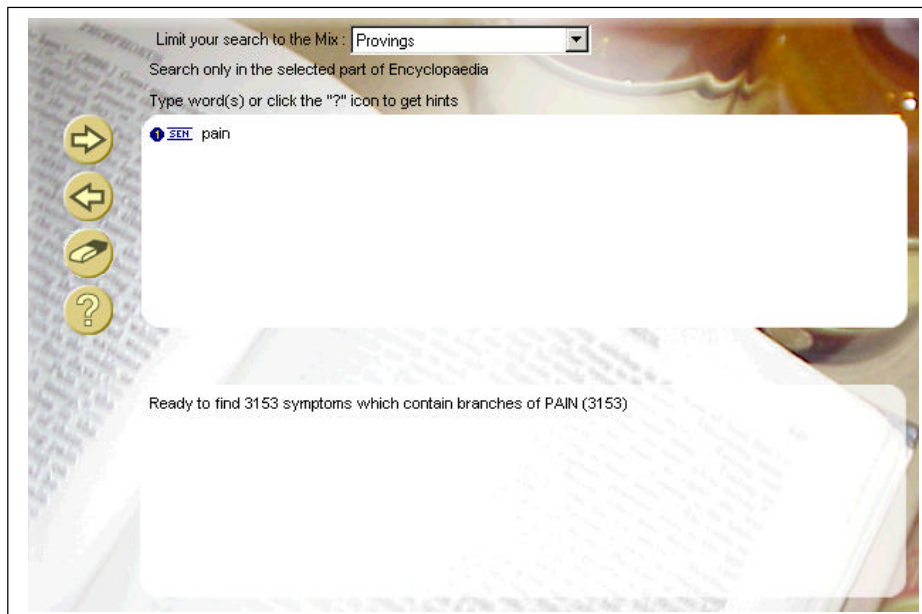 Limit your search to the Mix : Provings
Search only in the selected part of Encyclopaedia
Type word(s) or click the "?" icon to get hints
1 SEN pain
?
Ready to find 3153 symptoms which contain branches of PAIN (3153)